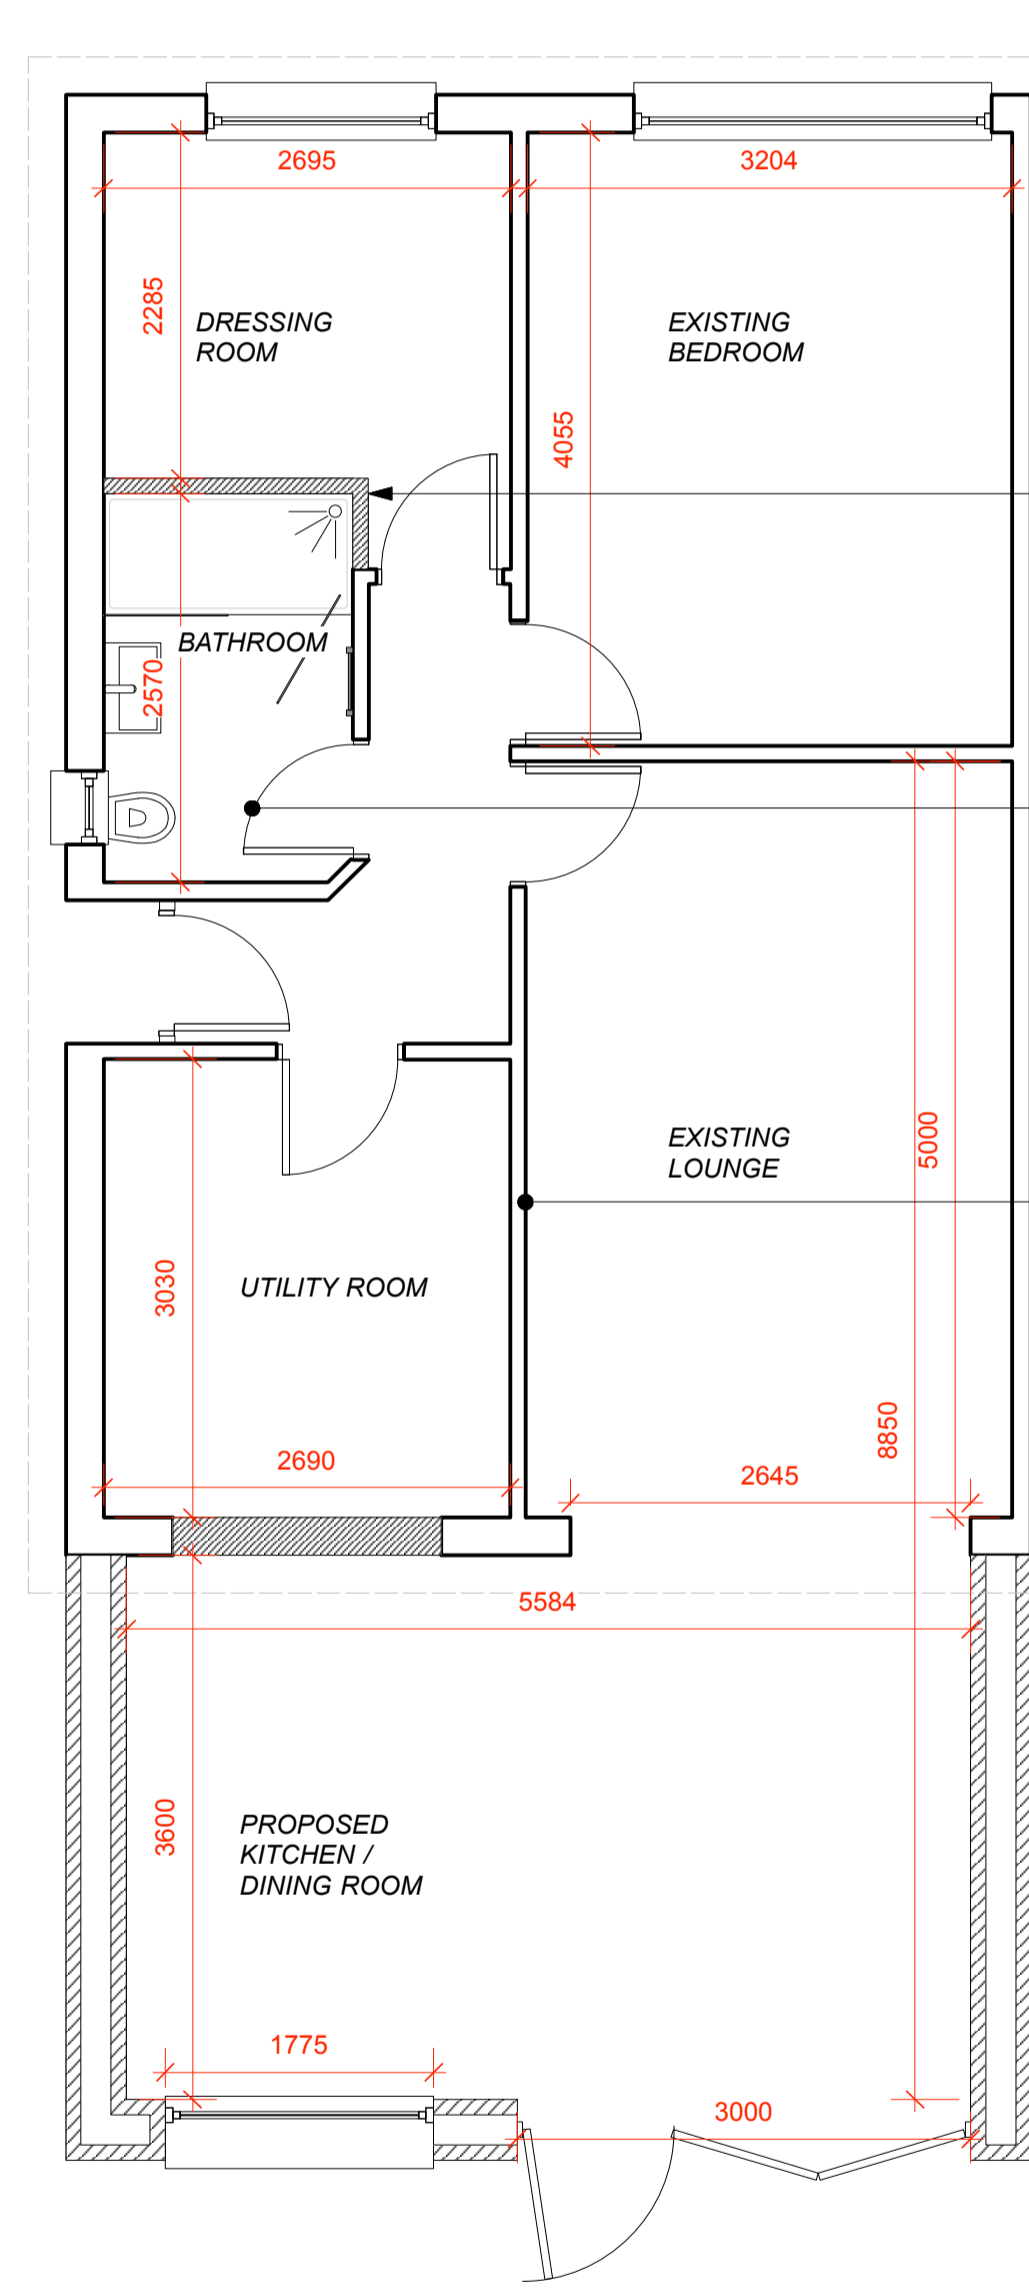 2695
3204
2285
DRESSING
ROOM
EXISTING
BEDROOM
4055
BATHROOM
2570
EXISTING
LOUNGE
5000
3030
UTILITY ROOM
8850
2690
2645
5584
PROPOSED
KITCHEN /
DINING ROOM
3600
1775
3000